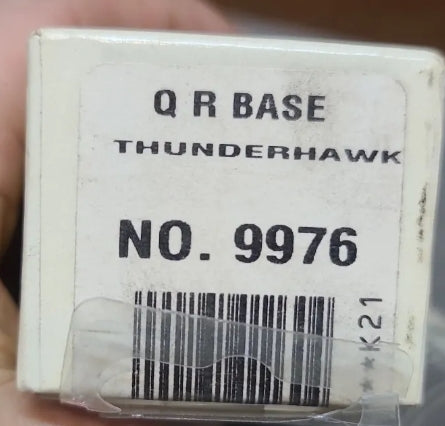 Q R BASE
THUNDERHAWK
NO. 9976
**K21